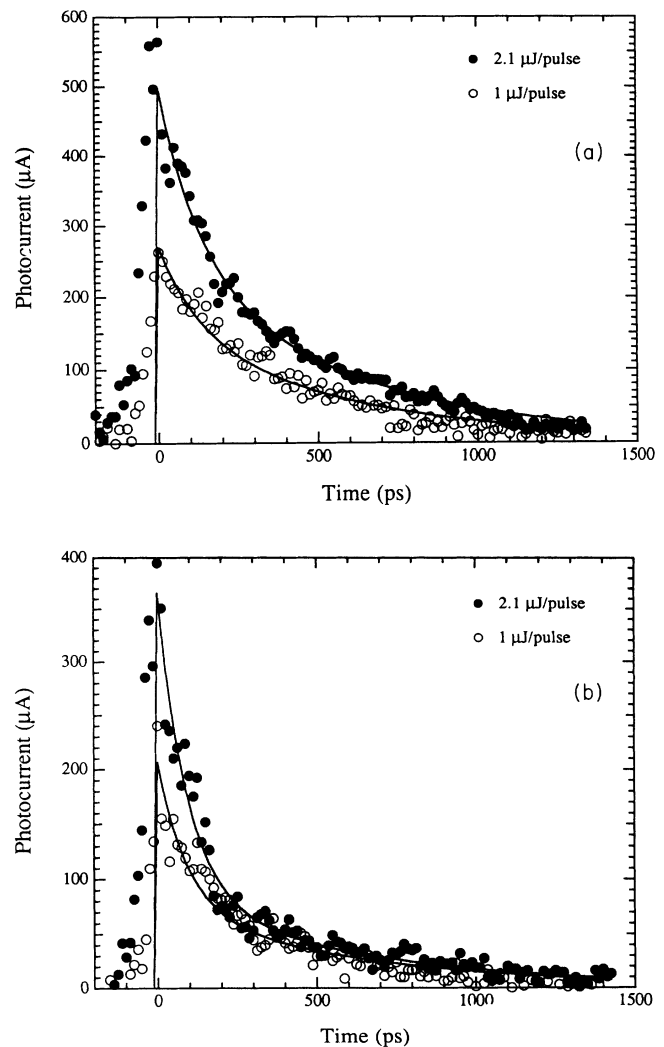 600
500
400
300
200
100
0
Photocurrent (μA)
2.1 μJ/pulse
1 μJ/pulse
(a)
0 500 1000 1500
Time (ps)
400
300
200
100
0
Photocurrent (μA)
2.1 μJ/pulse
1 μJ/pulse
(b)
0 500 1000 1500
Time (ps)